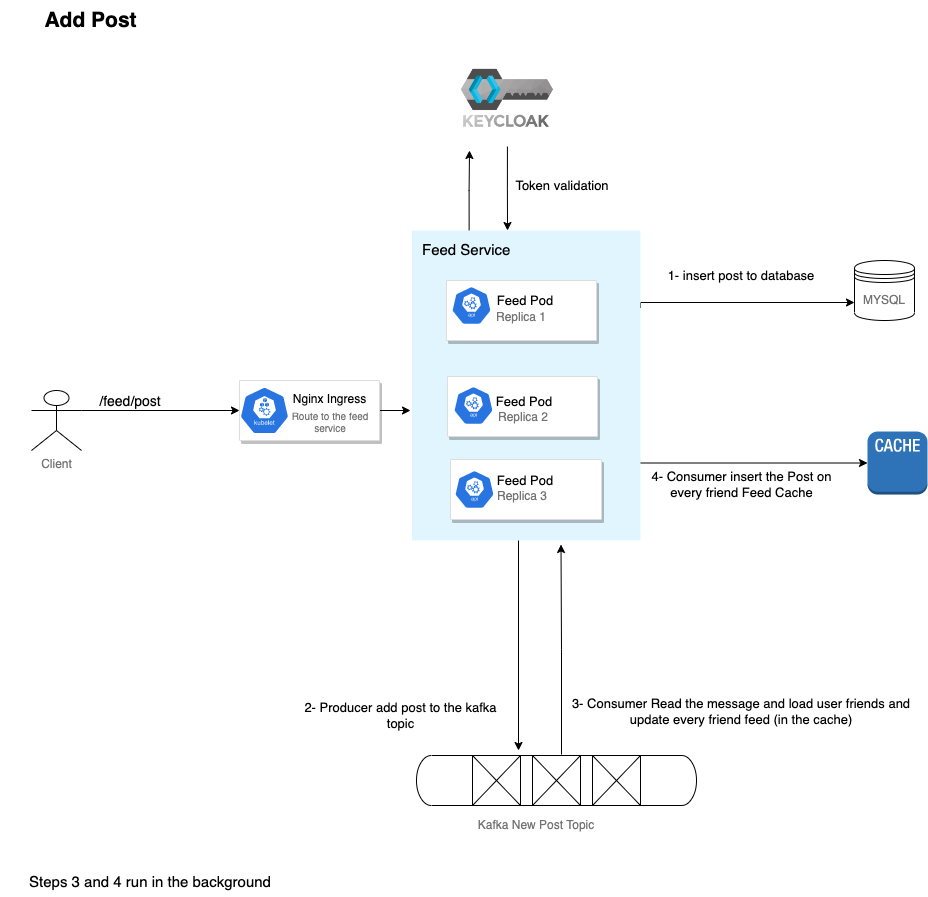 Add Post
KEYCLOAK
Token validation
Feed Service
1- insert post to database
Feed Pod
Replica 1
api
MYSQL
/feed/post
Nginx Ingress
Route to the feed
service
kubelet
Feed Pod
Replica 2
api
Client
CACHE
4- Consumer insert the Post on
every friend Feed Cache
Feed Pod
Replica 3
api
2- Producer add post to the kafka
topic
3- Consumer Read the message and load user friends and
update every friend feed (in the cache)
Kafka New Post Topic
Steps 3 and 4 run in the background